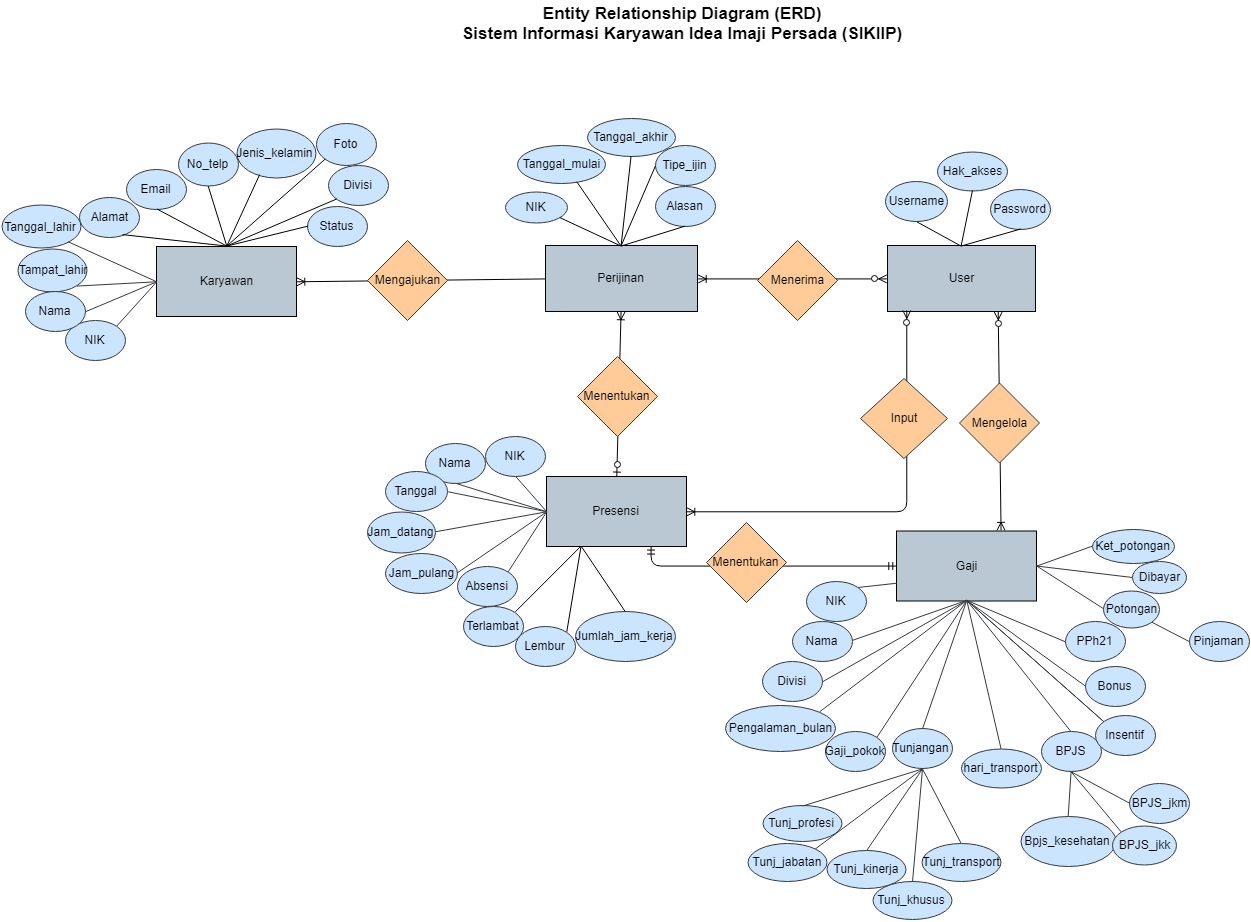 Entity Relationship Diagram (ERD)
Sistem Informasi Karyawan Idea Imaji Persada (SIKIIP)
Tanggal_lahir
Alamat
Email
No_telp
Jenis_kelamin
Foto
Divisi
Status
Tampat_lahir
Nama
NIK
Karyawan
Mengajukan
NIK
Tanggal_mulai
Tanggal_akhir
Tipe_ijin
Alasan
Perijinan
Menerima
Username
Hak_akses
Password
User
Menentukan
Input
Mengelola
NIK
Nama
Tanggal
Jam_datang
Jam_pulang
Absensi
Terlambat
Lembur
Jumlah_jam_kerja
Presensi
Menentukan
Gaji
Ket_potongan
Dibayar
Potongan
Pinjaman
PPh21
Bonus
Insentif
NIK
Nama
Divisi
Pengalaman_bulan
Gaji_pokok
Tunjangan
hari_transport
BPJS
Tunj_profesi
Tunj_jabatan
Tunj_kinerja
Tunj_khusus
Tunj_transport
Bpjs_kesehatan
BPJS_jkk
BPJS_jkm